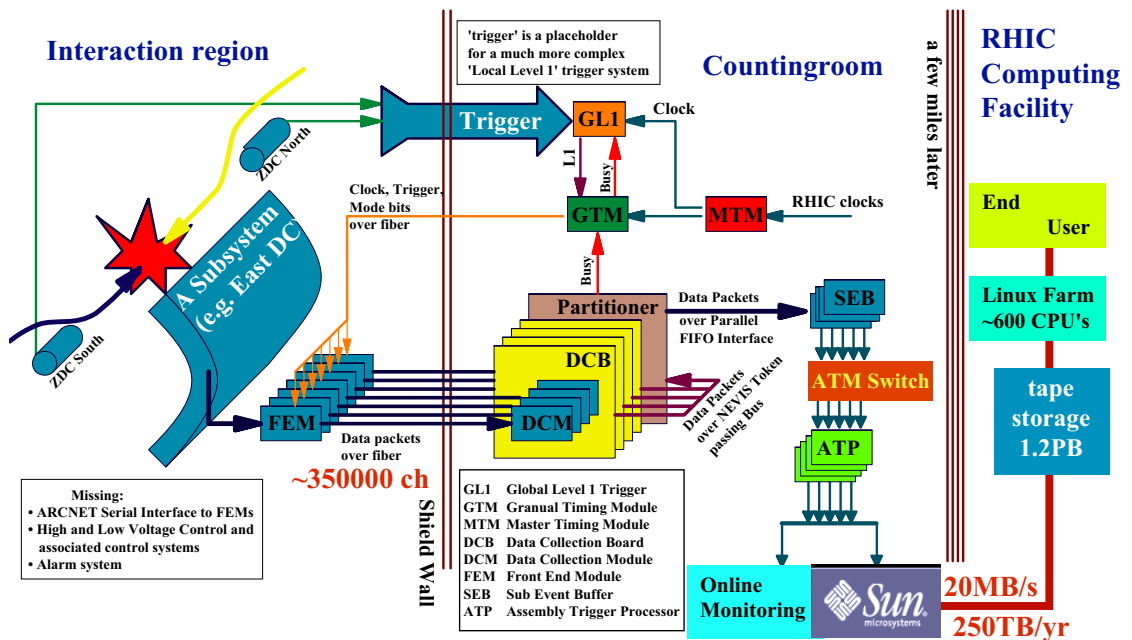 Interaction region
'trigger' is a placeholder
for a much more complex
'Local Level 1' trigger system
Countingroom
a few miles later
RHIC
Computing
Facility
ZDC North
Trigger
GL1
Clock
L1
Busy
Clock, Trigger,
Mode bits
over fiber
GTM
MTM
RHIC clocks
End
User
A Subsystem
(e.g. East DC
Busy
Partitioner
Data Packets
over Parallel
FIFO Interface
SEB
Linux Farm
~600 CPU's
ZDC South
DCB
ATM Switch
tape
storage
1.2PB
FEM
DCM
Data Packets
over NEVIS Token
passing Bus
ATP
Data packets
over fiber
~350000 ch
Missing:
• ARCNET Serial Interface to FEMs
• High and Low Voltage Control and
associated control systems
• Alarm system
Shield Wall
GL1 Global Level 1 Trigger
GTM Granual Timing Module
MTM Master Timing Module
DCB Data Collection Board
DCM Data Collection Module
FEM Front End Module
SEB Sub Event Buffer
ATP Assembly Trigger Processor
Online
Monitoring
Sun
microsystems
20MB/s
250TB/yr